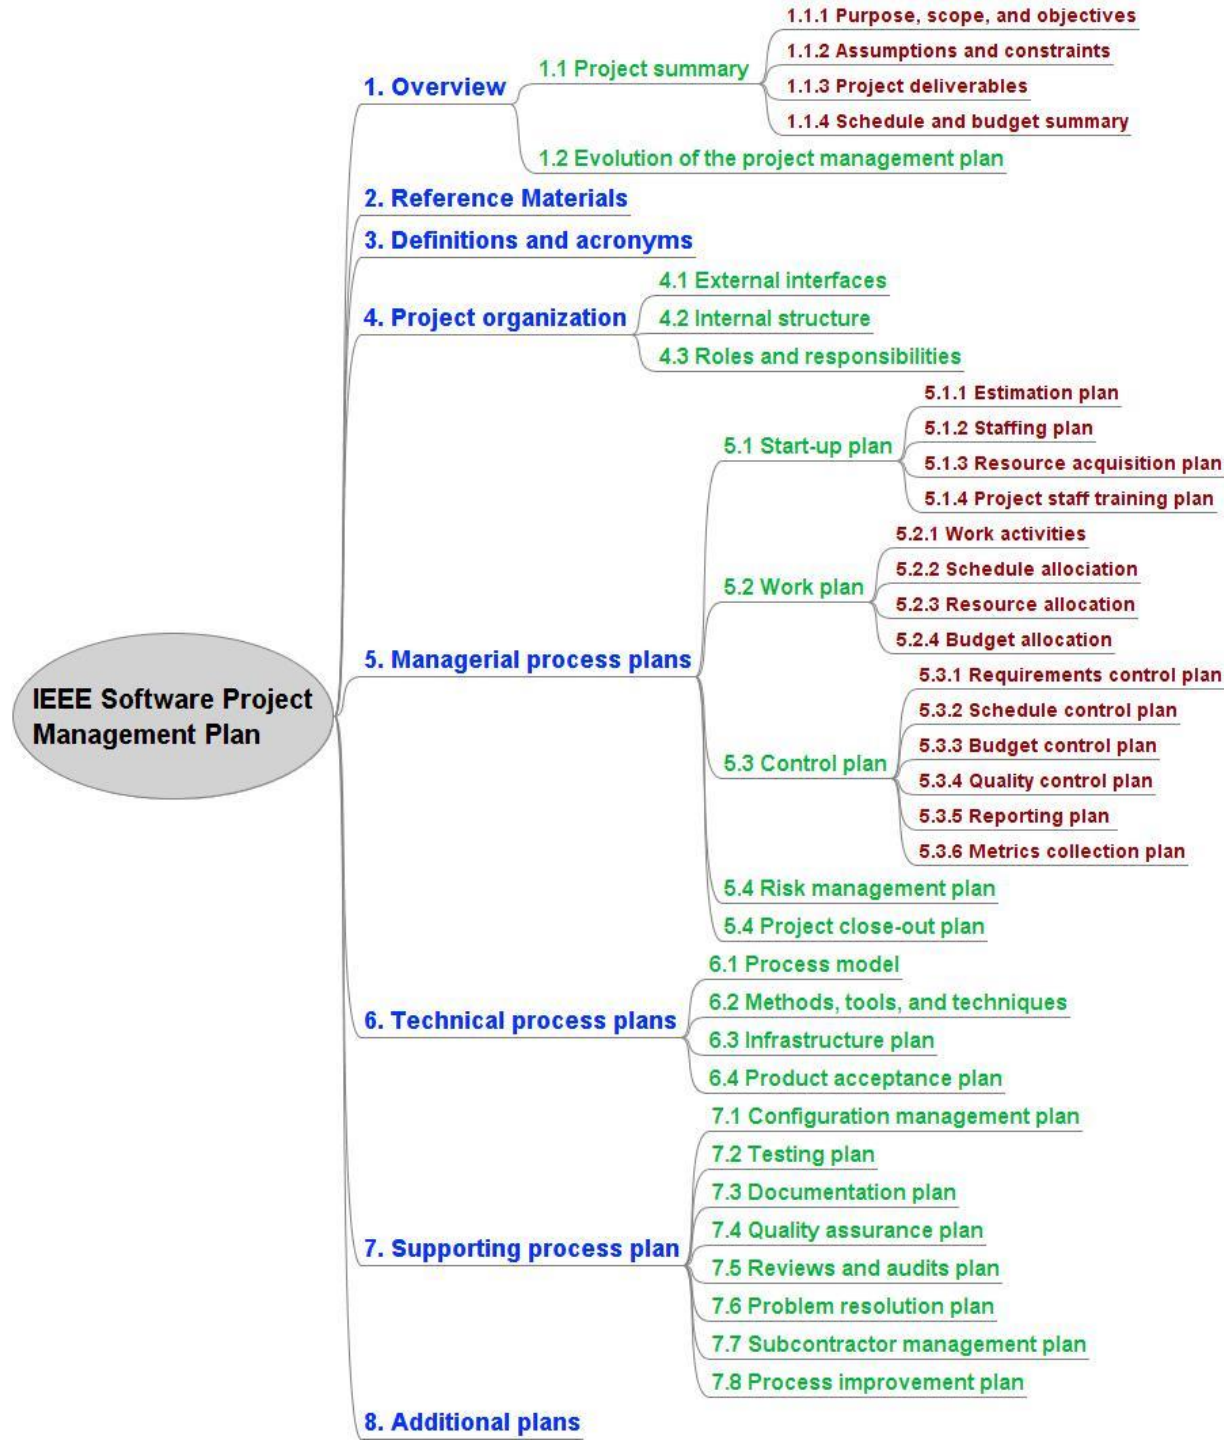 1.1.1 Purpose, scope, and objectives
1.1.2 Assumptions and constraints
1.1.3 Project deliverables
1.1.4 Schedule and budget summary
1.1 Project summary
1. Overview
1.2 Evolution of the project management plan
2. Reference Materials
3. Definitions and acronyms
4.1 External interfaces
4. Project organization
4.2 Internal structure
4.3 Roles and responsibilities
5.1.1 Estimation plan
5.1.2 Staffing plan
5.1 Start-up plan
5.1.3 Resource acquisition plan
5.1.4 Project staff training plan
5.2.1 Work activities
5.2.2 Schedule allociation
5.2 Work plan
5.2.3 Resource allocation
5.2.4 Budget allocation
5. Managerial process plans
5.3.1 Requirements control plan
5.3.2 Schedule control plan
5.3.3 Budget control plan
5.3 Control plan
5.3.4 Quality control plan
5.3.5 Reporting plan
5.3.6 Metrics collection plan
IEEE Software Project
Management Plan
5.4 Risk management plan
5.4 Project close-out plan
6.1 Process model
6.2 Methods, tools, and techniques
6. Technical process plans
6.3 Infrastructure plan
6.4 Product acceptance plan
7.1 Configuration management plan
7.2 Testing plan
7.3 Documentation plan
7.4 Quality assurance plan
7. Supporting process plan
7.5 Reviews and audits plan
7.6 Problem resolution plan
7.7 Subcontractor management plan
7.8 Process improvement plan
8. Additional plans